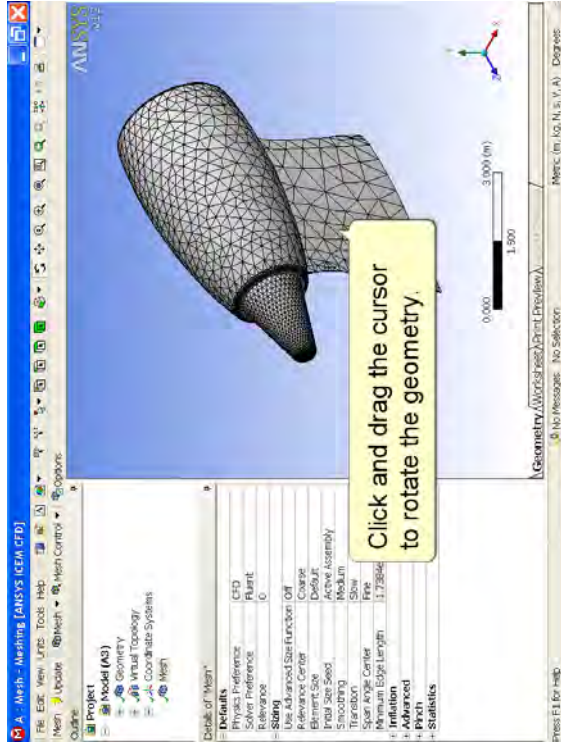 A : Mesh - Meshing [ANSYS ICEM CFD]
File Edit View Units Tools Help
Mesh Update Mesh Mesh Control Options
Outline
Project
Model (A3)
Geometry
Virtual Topology
Coordinate Systems
Mesh
Details of "Mesh"
Defaults
Physics Preference CFD
Solver Preference Fluent
Relevance 0
Sizing
Use Advanced Size Function Off
Relevance Center Coarse
Element Size Default
Initial Size Seed Active Assembly
Smoothing Medium
Transition Slow
Span Angle Center Fine
Minimum Edge Length
Inflation
Advanced
Pinch
Statistics
ANSYS
Click and drag the cursor
to rotate the geometry.
0.000 3.000 (m)
1.500
Geometry Worksheet Print Preview
Press F1 for Help No Messages No Selection Metric (m, kg, N, s, V, A) Degrees